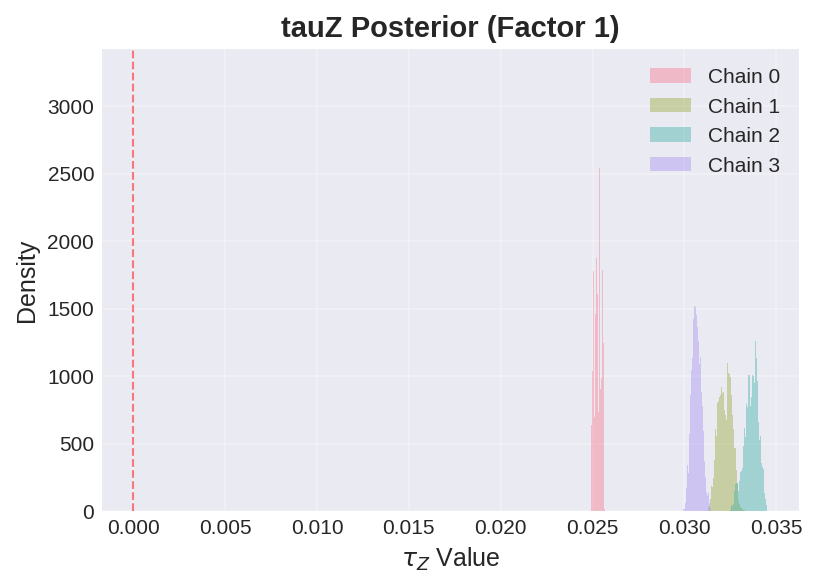 tauZ Posterior (Factor 1)
Chain 0
Chain 1
Chain 2
Chain 3
Density
3000
2500
2000
1500
1000
500
0
0.000 0.005 0.010 0.015 0.020 0.025 0.030 0.035
τ_Z Value